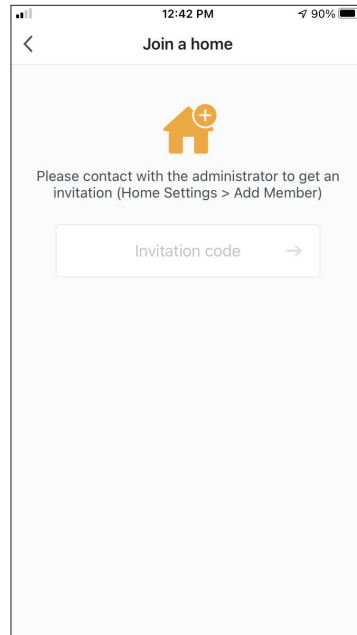 12:42 PM
90%
Join a home
Please contact with the administrator to get an
invitation (Home Settings > Add Member)
Invitation code